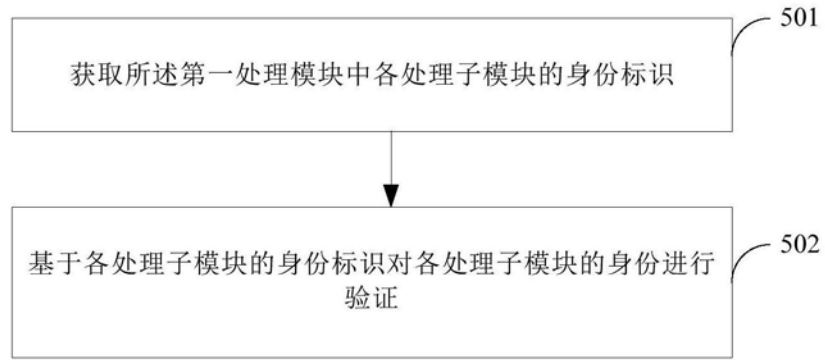 501
获取所述第一处理模块中各处理子模块的身份标识
502
基于各处理子模块的身份标识对各处理子模块的身份进行
验证